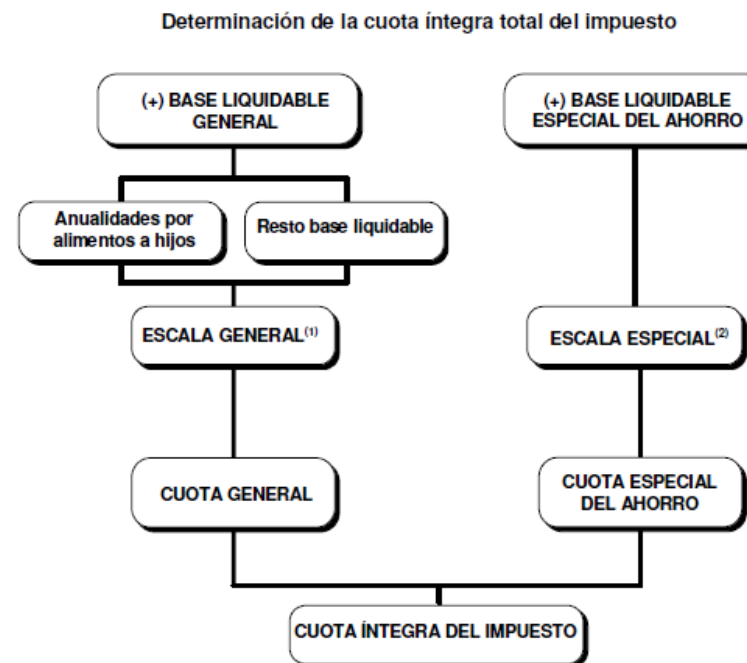 Determinación de la cuota íntegra total del impuesto
(+) BASE LIQUIDABLE
GENERAL
(+) BASE LIQUIDABLE
ESPECIAL DEL AHORRO
Anualidades por
alimentos a hijos
Resto base liquidable
ESCALA GENERAL⁽¹⁾
ESCALA ESPECIAL⁽²⁾
CUOTA GENERAL
CUOTA ESPECIAL
DEL AHORRO
CUOTA ÍNTEGRA DEL IMPUESTO